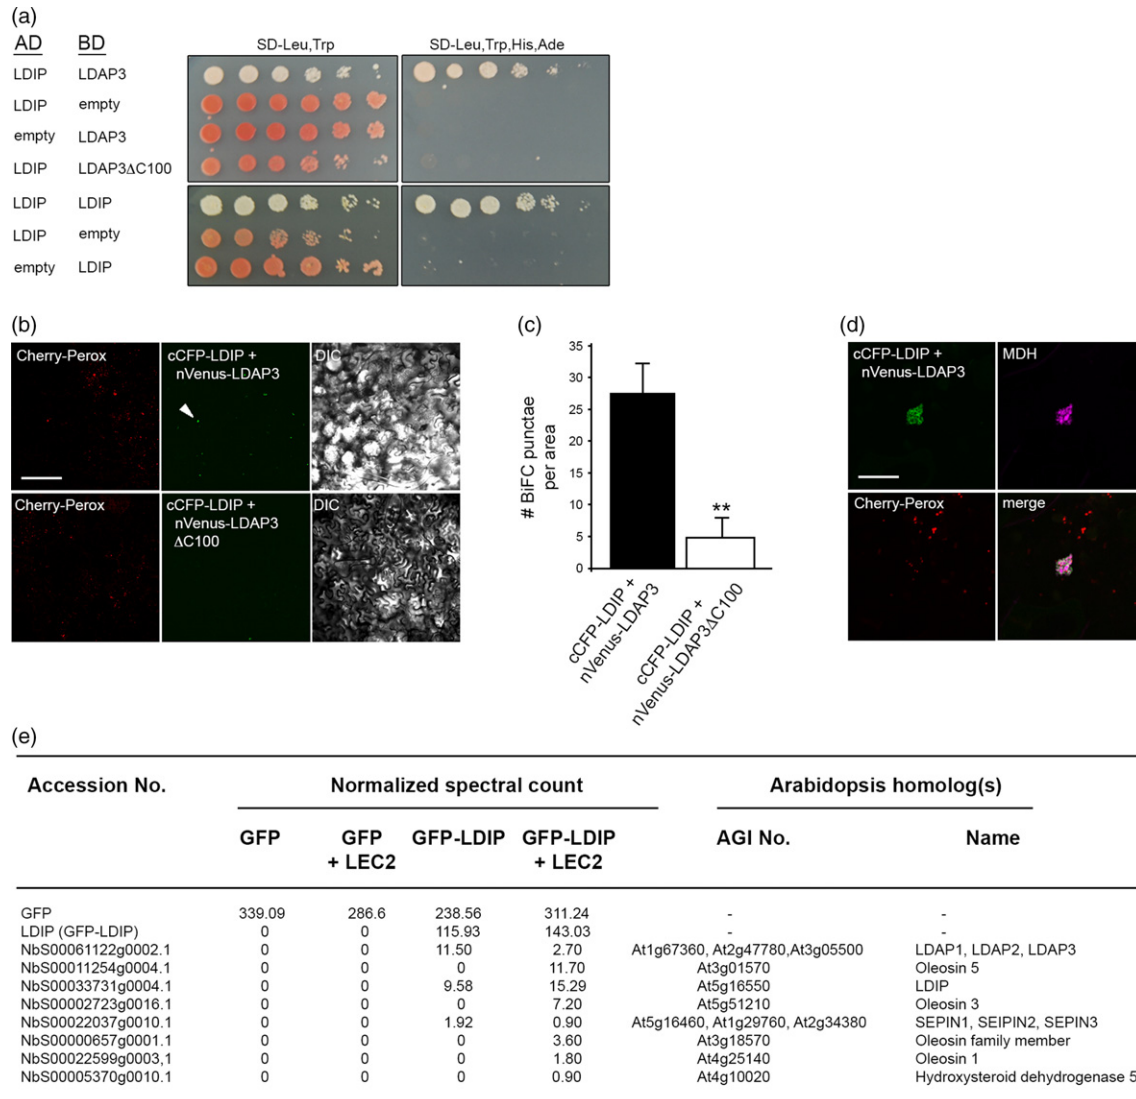 (a)
AD BD SD-Leu,Trp SD-Leu,Trp,His,Ade
LDIP LDAP3
LDIP empty
empty LDAP3
LDIP LDAP3ΔC100
LDIP LDIP
LDIP empty
empty LDIP
(b)
Cherry-Perox
cCFP-LDIP +
nVenus-LDAP3
DIC
Cherry-Perox
cCFP-LDIP +
nVenus-LDAP3
ΔC100
DIC
(c)
# BiFC punctae
per area
35
30
25
20
15
10
5
0
**
cCFP-LDIP +
nVenus-LDAP3
cCFP-LDIP +
nVenus-LDAP3ΔC100
(d)
cCFP-LDIP +
nVenus-LDAP3
MDH
Cherry-Perox
merge
(e)
Accession No. Normalized spectral count Arabidopsis homolog(s)
GFP GFP + LEC2 GFP-LDIP GFP-LDIP + LEC2 AGI No. Name
GFP 339.09 286.6 238.56 311.24 - -
LDIP (GFP-LDIP) 0 0 115.93 143.03 - -
NbS00061122g0002.1 0 0 11.50 2.70 At1g67360, At2g47780,At3g05500 LDAP1, LDAP2, LDAP3
NbS00011254g0004.1 0 0 0 11.70 At3g01570 Oleosin 5
NbS00033731g0004.1 0 0 9.58 15.29 At5g16550 LDIP
NbS00002723g0016.1 0 0 0 7.20 At5g51210 Oleosin 3
NbS00022037g0010.1 0 0 1.92 0.90 At5g16460, At1g29760, At2g34380 SEPIN1, SEIPIN2, SEPIN3
NbS00000657g0001.1 0 0 0 3.60 At3g18570 Oleosin family member
NbS00022599g0003,1 0 0 0 1.80 At4g25140 Oleosin 1
NbS00005370g0010.1 0 0 0 0.90 At4g10020 Hydroxysteroid dehydrogenase 5